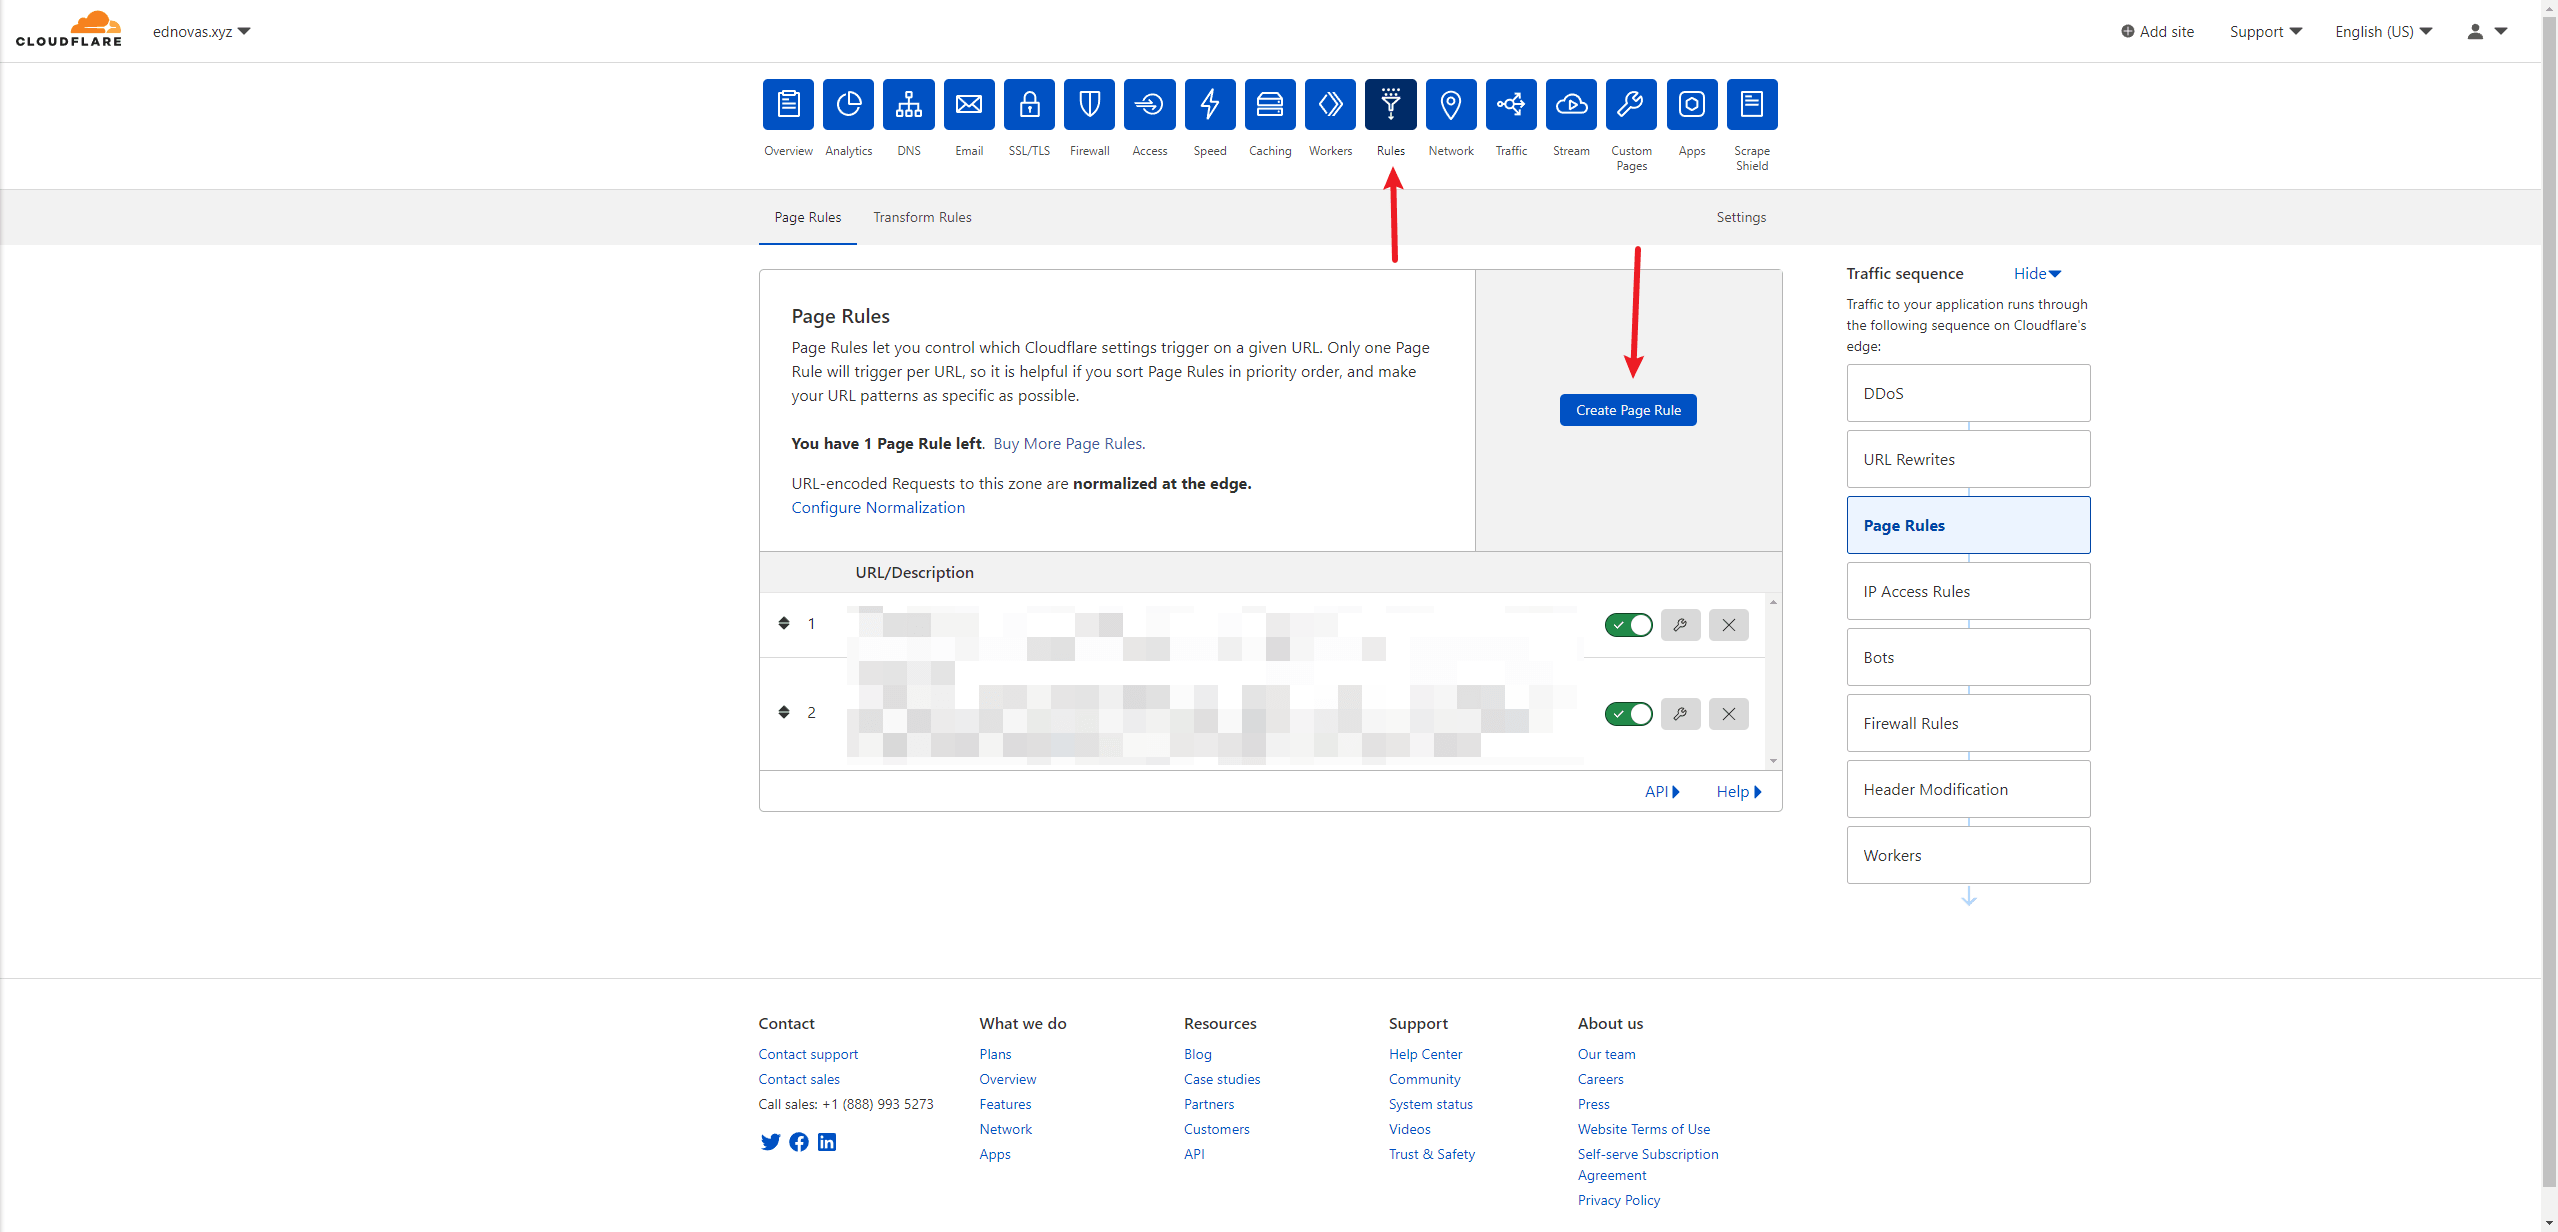 CLOUDFLARE
ednovas.xyz
Add site
Support
English (US)
Overview
Analytics
DNS
Email
SSL/TLS
Firewall
Access
Speed
Caching
Workers
Rules
Network
Traffic
Stream
Custom
Pages
Apps
Scrape
Shield
Page Rules
Transform Rules
Settings
Page Rules
Page Rules let you control which Cloudflare settings trigger on a given URL. Only one Page
Rule will trigger per URL, so it is helpful if you sort Page Rules in priority order, and make
your URL patterns as specific as possible.
You have 1 Page Rule left. Buy More Page Rules.
URL-encoded Requests to this zone are normalized at the edge.
Configure Normalization
Create Page Rule
URL/Description
1
2
API
Help
Traffic sequence
Hide
Traffic to your application runs through
the following sequence on Cloudflare's
edge:
DDoS
URL Rewrites
Page Rules
IP Access Rules
Bots
Firewall Rules
Header Modification
Workers
Contact
Contact support
Contact sales
Call sales: +1 (888) 993 5273
What we do
Plans
Overview
Features
Network
Apps
Resources
Blog
Case studies
Partners
Customers
API
Support
Help Center
Community
System status
Videos
Trust & Safety
About us
Our team
Careers
Press
Website Terms of Use
Self-serve Subscription
Agreement
Privacy Policy